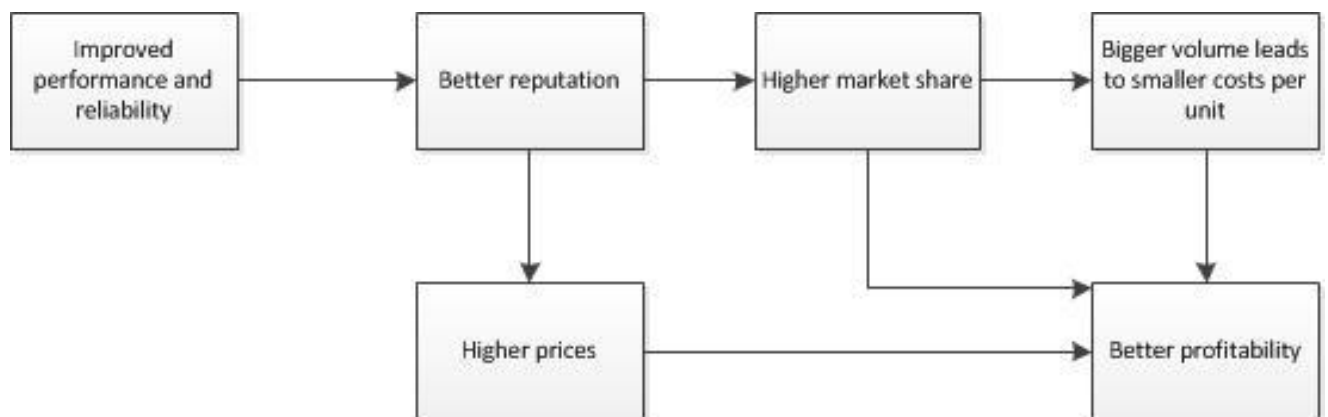 Improved
performance and
reliability
Better reputation
Higher market share
Bigger volume leads
to smaller costs per
unit
Higher prices
Better profitability